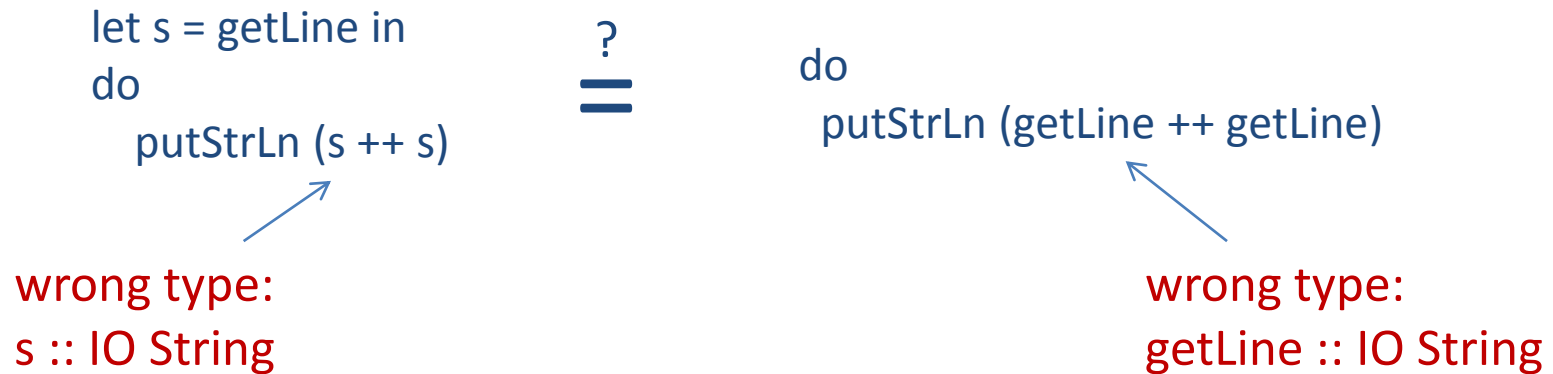 let s = getLine in
do
putStrLn (s ++ s)
?
=
do
putStrLn (getLine ++ getLine)
wrong type:
s :: IO String
wrong type:
getLine :: IO String